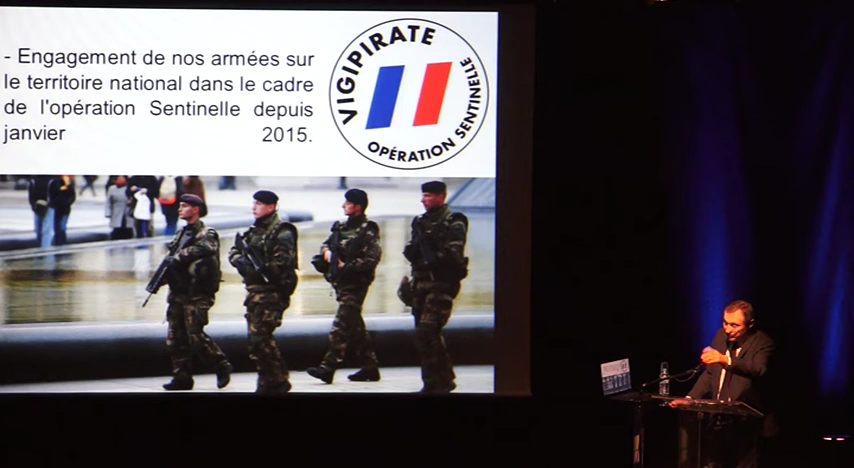 - Engagement de nos armées sur
le territoire national dans le cadre
de l'opération Sentinelle depuis
janvier 2015.
VIGIPIRATE
OPÉRATION SENTINELLE